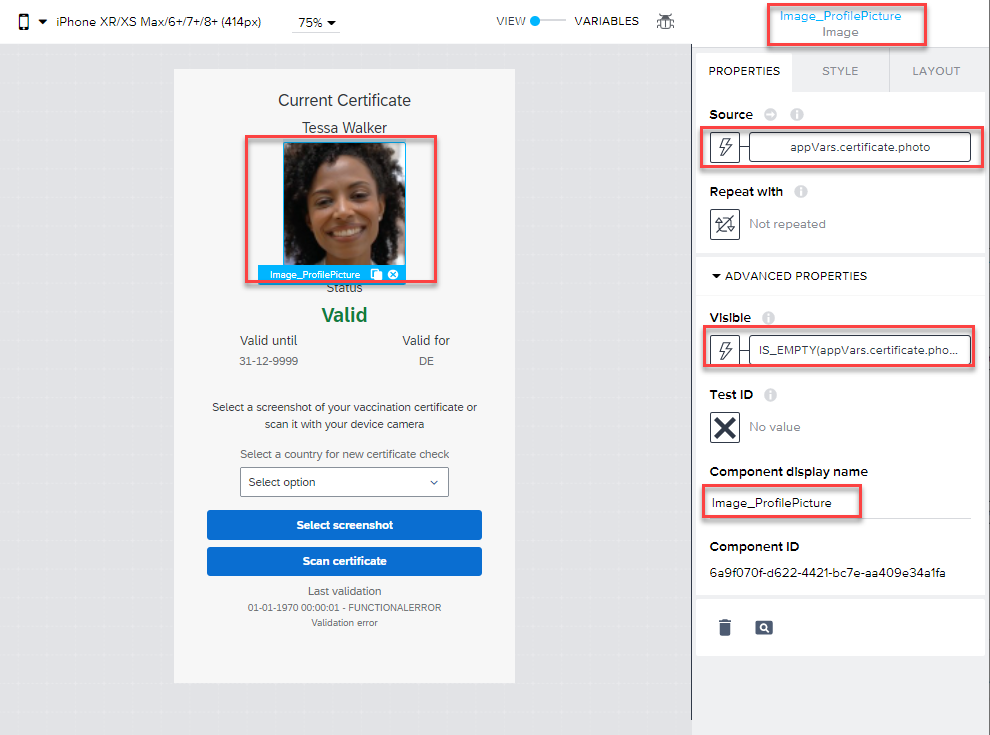 iPhone XR/XS Max/6+/7+/8+ (414px)
75%
VIEW
VARIABLES
Image_ProfilePicture
Image
PROPERTIES
STYLE
LAYOUT
Current Certificate
Tessa Walker
Image_ProfilePicture
Status
Valid
Valid until
Valid for
31-12-9999
DE
Select a screenshot of your vaccination certificate or
scan it with your device camera
Select a country for new certificate check
Select option
Select screenshot
Scan certificate
Last validation
01-01-1970 00:00:01 - FUNCTIONALERROR
Validation error
Source
appVars.certificate.photo
Repeat with
Not repeated
ADVANCED PROPERTIES
Visible
IS_EMPTY(appVars.certificate.pho...
Test ID
No value
Component display name
Image_ProfilePicture
Component ID
6a9f070f-d622-4421-bc7e-aa409e34a1fa